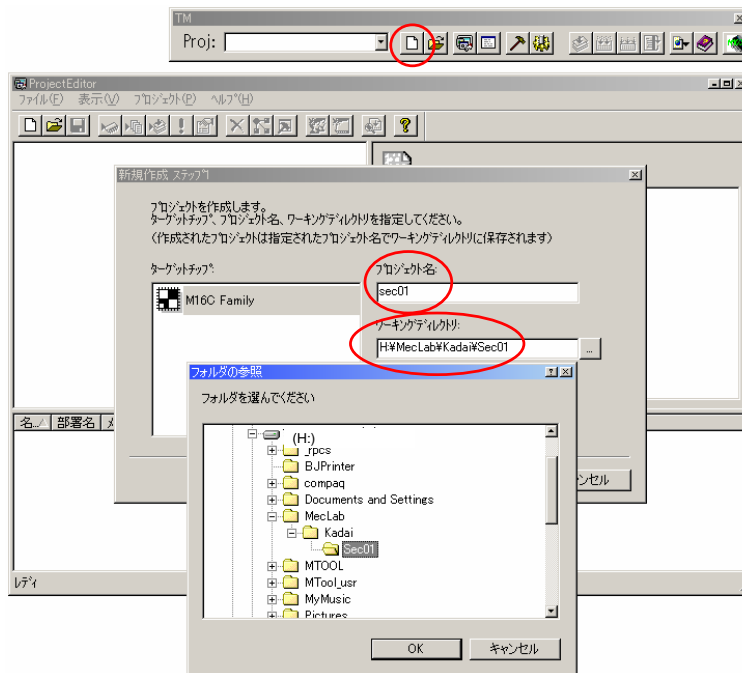 TM
Proj:
ProjectEditor
ファイル(F) 表示(V) プロジェクト(P) ヘルプ(H)
新規作成 ステップ1
プロジェクトを作成します。
ターゲットチップ、プロジェクト名、ワーキングディレクトリを指定してください。
(作成されたプロジェクトは指定されたプロジェクト名でワーキングディレクトリに保存されます)
ターゲットチップ:
プロジェクト名:
M16C Family
sec01
ワーキングディレクトリ:
H:¥MecLab¥Kadai¥Sec01
...
フォルダの参照
フォルダを選んでください
(H:)
_rpcs
BJPrinter
compaq
Documents and Settings
MecLab
Kadai
Sec01
MTOOL
MTool_usr
MyMusic
Pictures
OK
キャンセル
名../
部署名
ンセル
レディ